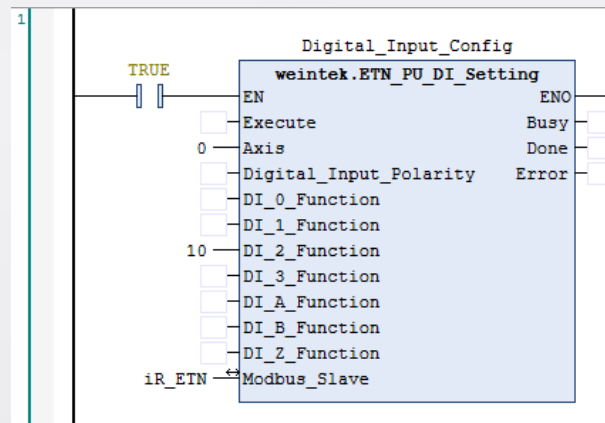 1
Digital_Input_Config
TRUE
weintek.ETN_PU_DI_Setting
EN ENO
Execute Busy
0 Axis Done
Digital_Input_Polarity Error
DI_0_Function
DI_1_Function
10 DI_2_Function
DI_3_Function
DI_A_Function
DI_B_Function
DI_Z_Function
iR_ETN Modbus_Slave